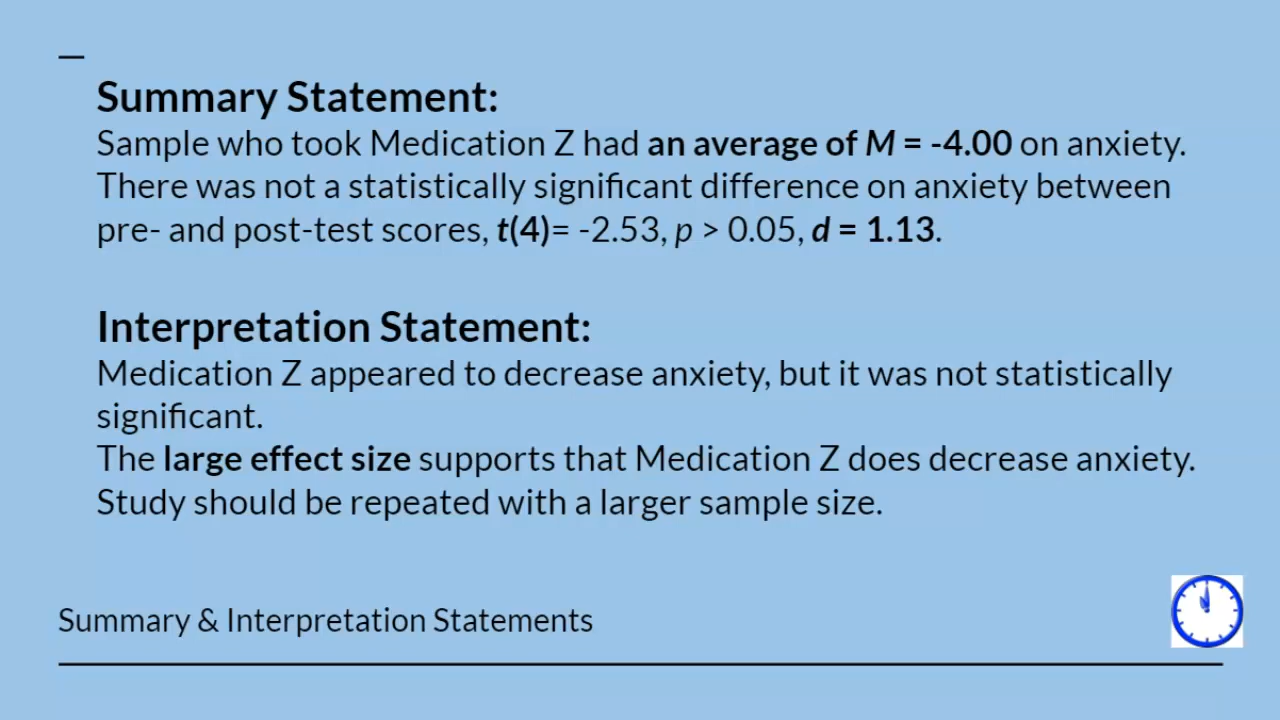 Summary Statement:
Sample who took Medication Z had an average of M = -4.00 on anxiety.
There was not a statistically significant difference on anxiety between
pre- and post-test scores, t(4)= -2.53, p > 0.05, d = 1.13.
Interpretation Statement:
Medication Z appeared to decrease anxiety, but it was not statistically
significant.
The large effect size supports that Medication Z does decrease anxiety.
Study should be repeated with a larger sample size.
Summary & Interpretation Statements